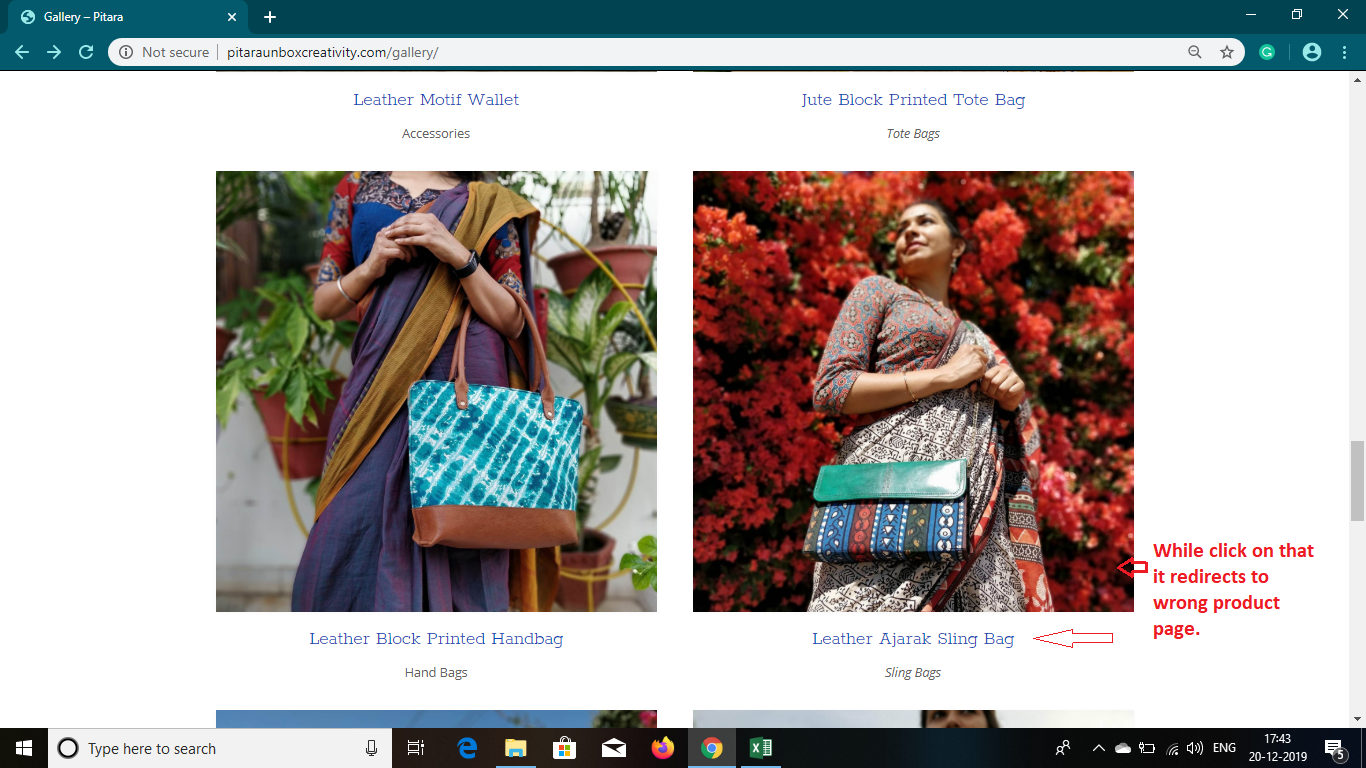 Gallery – Pitara
Not secure
pitaraunboxcreativity.com/gallery/
Leather Motif Wallet
Jute Block Printed Tote Bag
Accessories
Tote Bags
While click on that
it redirects to
wrong product
page.
Leather Block Printed Handbag
Leather Ajarak Sling Bag
Hand Bags
Sling Bags
Type here to search
ENG
17:43
20-12-2019
5